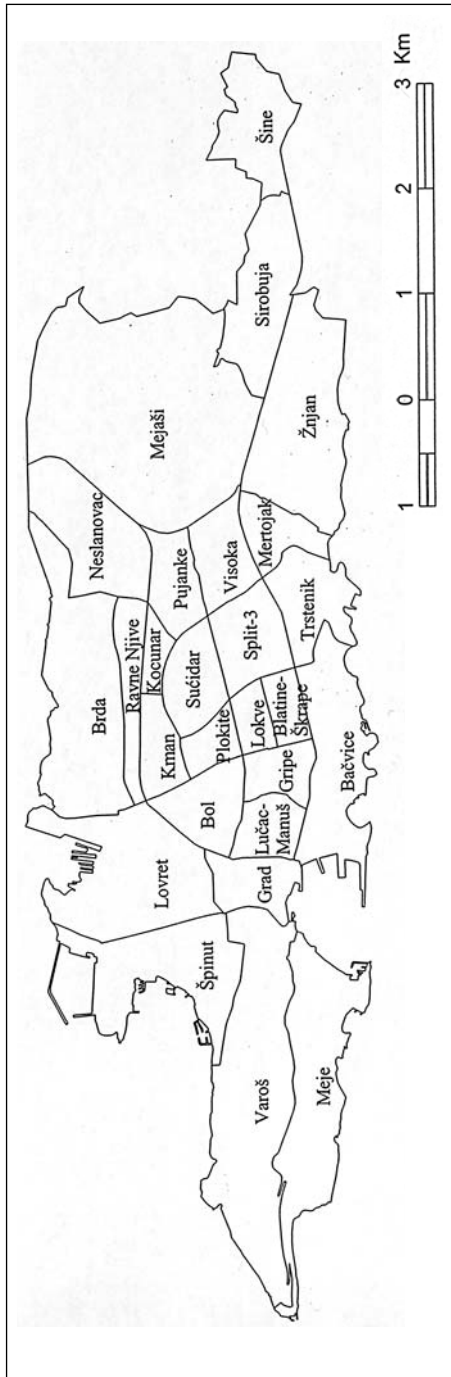 Brda
Neslanovac
Ravne Njive
Kocunar
Kman
Pujanke
Mejaši
Lovret
Bol
Sućidar
Plokite
Visoka
Špinut
Split-3
Lokve
Blatine-
Škrape
Mertojak
Sirobuja
Šine
Grad
Lučac-
Manuš
Gripe
Varoš
Trstenik
Žnjan
Meje
Bačvice
1 0 1 2 3 Km